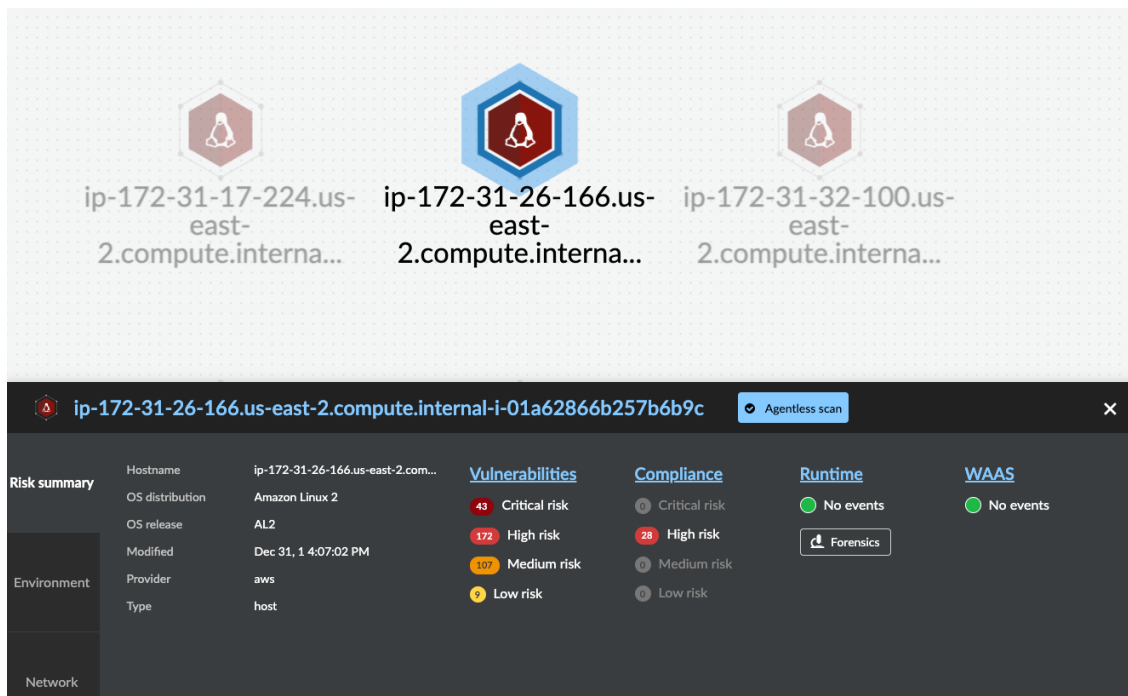 ip-172-31-17-224.us-
east-
2.compute.interna...
ip-172-31-26-166.us-
east-
2.compute.interna...
ip-172-31-32-100.us-
east-
2.compute.interna...
ip-172-31-26-166.us-east-2.compute.internal-i-01a62866b257b6b9c
Agentless scan
Risk summary
Environment
Network
Hostname ip-172-31-26-166.us-east-2.com...
OS distribution Amazon Linux 2
OS release AL2
Modified Dec 31, 1 4:07:02 PM
Provider aws
Type host
Vulnerabilities
43 Critical risk
172 High risk
107 Medium risk
9 Low risk
Compliance
0 Critical risk
28 High risk
0 Medium risk
0 Low risk
Runtime
No events
Forensics
WAAS
No events